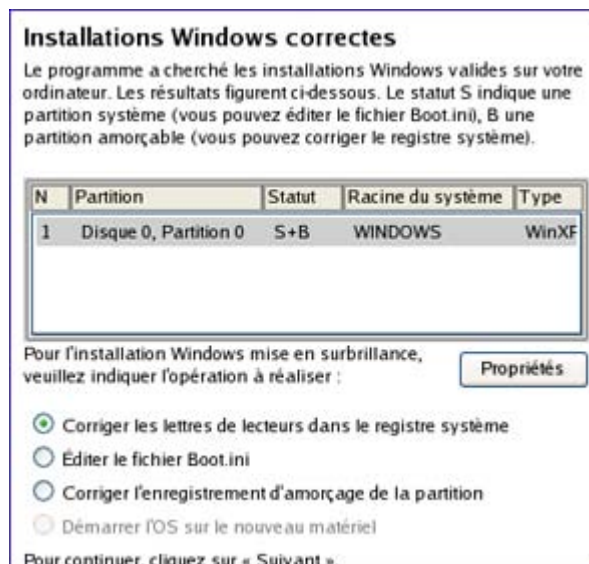 Installations Windows correctes
Le programme a cherché les installations Windows valides sur votre
ordinateur. Les résultats figurent ci-dessous. Le statut S indique une
partition système (vous pouvez éditer le fichier Boot.ini), B une
partition amorçable (vous pouvez corriger le registre système).
N Partition Statut Racine du système Type
1 Disque 0, Partition 0 S+B WINDOWS WinXP
Pour l'installation Windows mise en surbrillance,
veuillez indiquer l'opération à réaliser :
Propriétés
Corriger les lettres de lecteurs dans le registre système
Éditer le fichier Boot.ini
Corriger l'enregistrement d'amorçage de la partition
Démarrer l'OS sur le nouveau matériel
Pour continuer, cliquez sur « Suivant ».